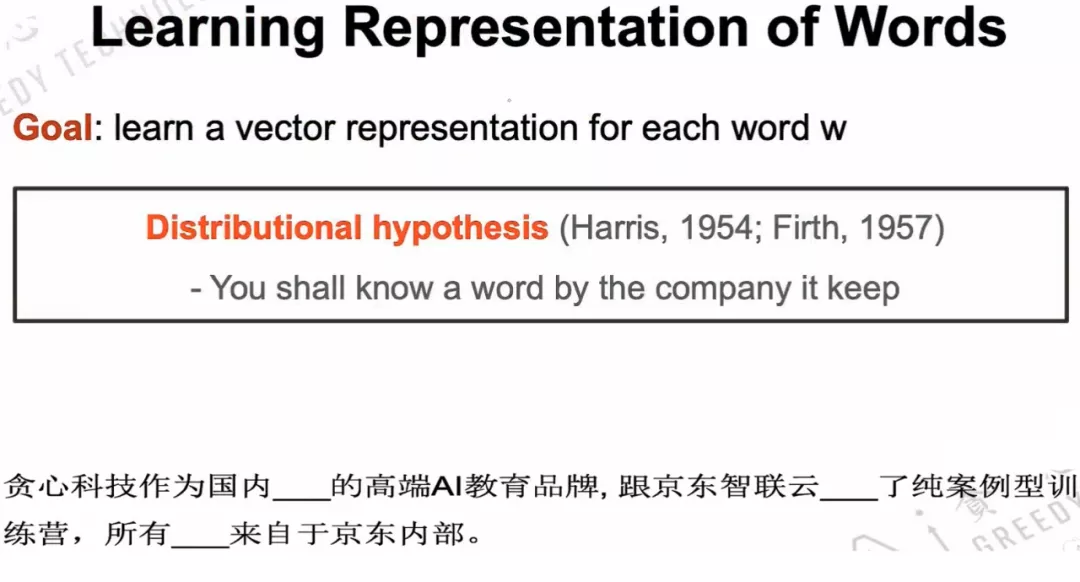 Learning Representation of Words
Goal: learn a vector representation for each word w
Distributional hypothesis (Harris, 1954; Firth, 1957)
- You shall know a word by the company it keep
贪心科技作为国内____的高端AI教育品牌, 跟京东智联云____了纯案例型训
练营，所有____来自于京东内部。
GREEDY